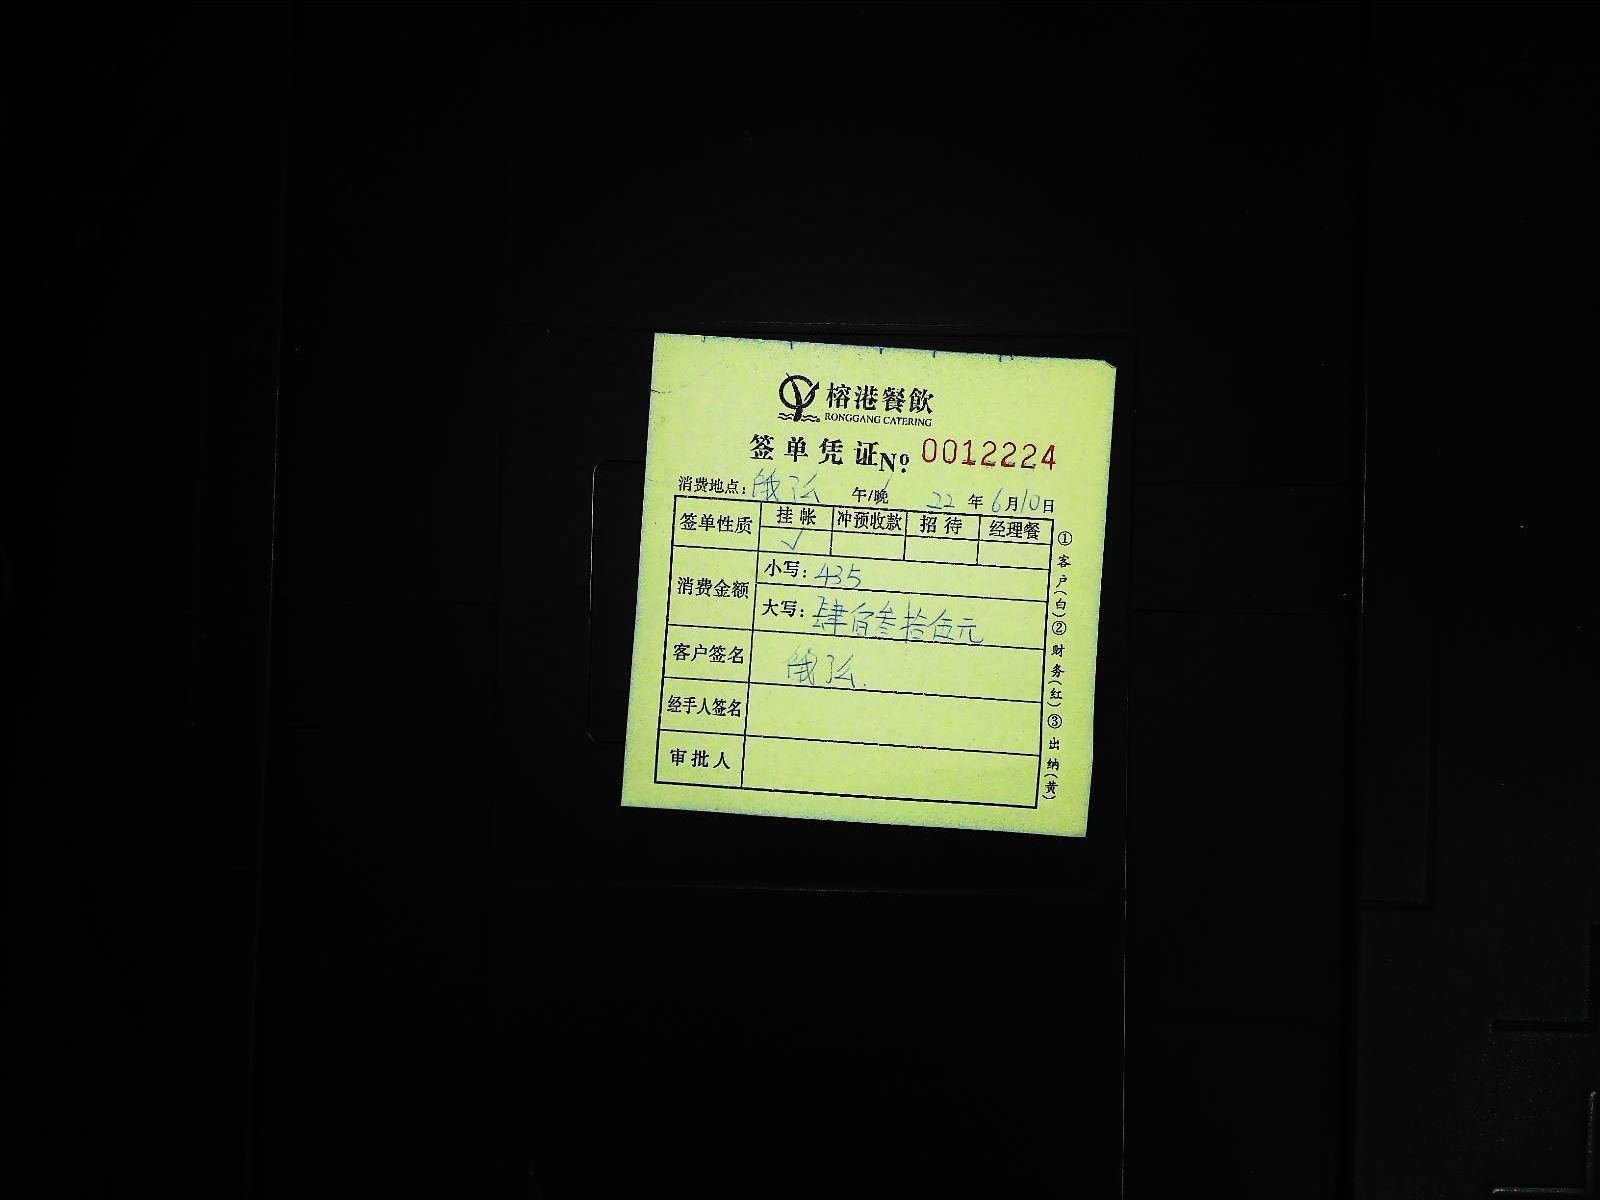 榕港餐飲
RONGGANG CATERING
签单凭证 №: 0012224
消费地点: 午/晚 22年6月10日
签单性质 挂帐 冲预收款 招待 经理餐
√
消费金额 小写: 435
大写: 肆佰叁拾伍元
客户签名
经手人签名
审批人
①客户(白)②财务(红)③出纳(黄)